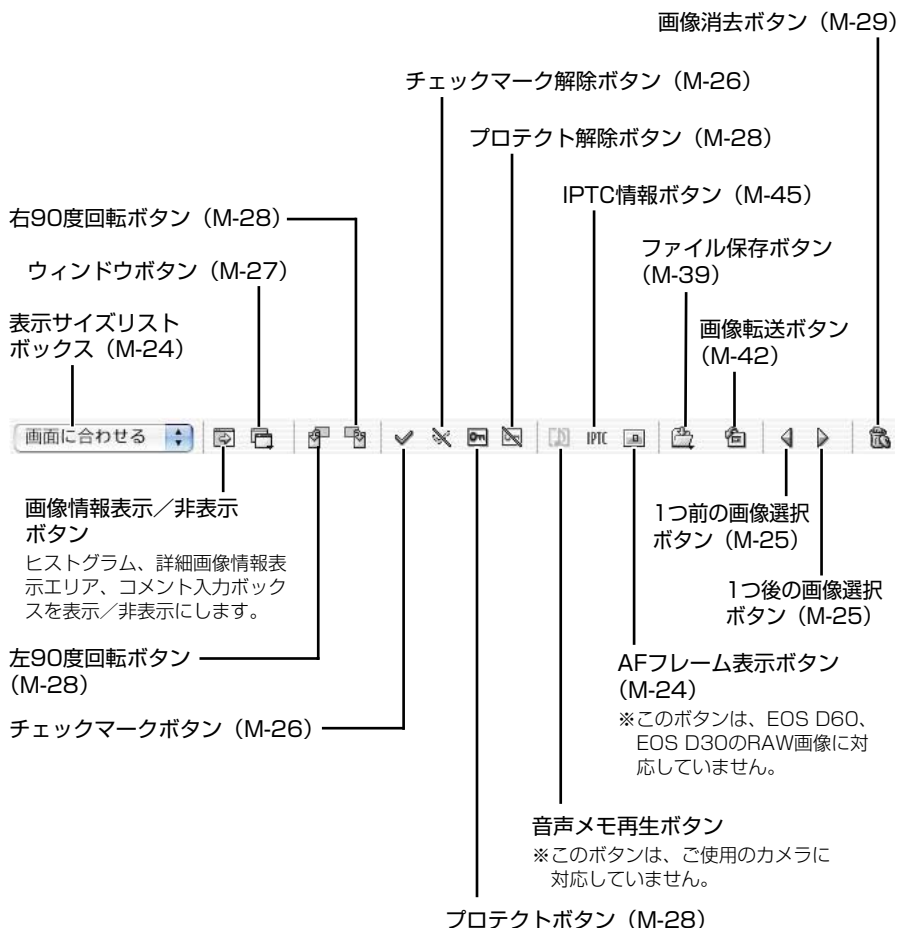 画像消去ボタン（M-29）
チェックマーク解除ボタン（M-26）
プロテクト解除ボタン（M-28）
IPTC情報ボタン（M-45）
右90度回転ボタン（M-28）
ファイル保存ボタン
（M-39）
ウィンドウボタン（M-27）
表示サイズリスト
ボックス（M-24）
画像転送ボタン
（M-42）
画面に合わせる
IPTC
画像情報表示／非表示
ボタン
ヒストグラム、詳細画像情報表
示エリア、コメント入力ボック
スを表示／非表示にします。
1つ前の画像選択
ボタン（M-25）
1つ後の画像選択
ボタン（M-25）
左90度回転ボタン
（M-28）
AFフレーム表示ボタン
（M-24）
※このボタンは、EOS D60、
EOS D30のRAW画像に対
応していません。
チェックマークボタン（M-26）
音声メモ再生ボタン
※このボタンは、ご使用のカメラに
対応していません。
プロテクトボタン（M-28）